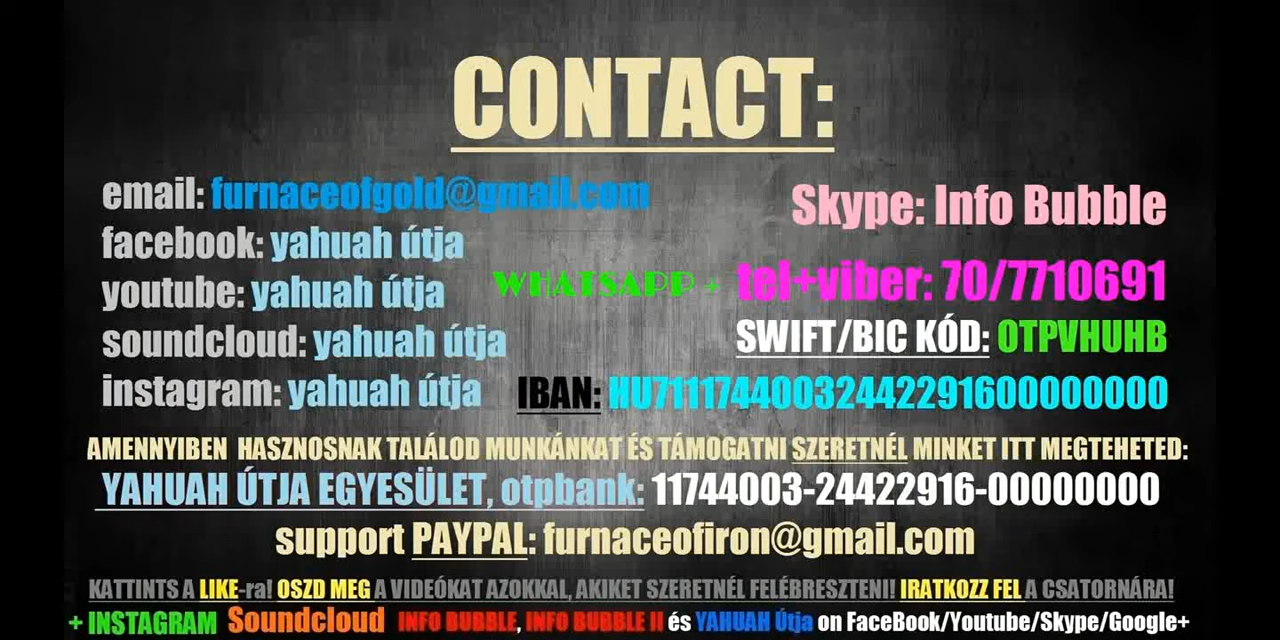 CONTACT:
email: furnaceofgold@gmail.com
Skype: Info Bubble
facebook: yahuah útja
youtube: yahuah útja
WHATSAPP + tel+viber: 70/7710691
soundcloud: yahuah útja
SWIFT/BIC KÓD: OTPVHUHB
instagram: yahuah útja
IBAN: HU71117440032442291600000000
AMENNYIBEN HASZNOSNAK TALÁLOD MUNKÁNKAT ÉS TÁMOGATNI SZERETNÉL MINKET ITT MEGTEHETED:
YAHUAH ÚTJA EGYESÜLET, otpbank: 11744003-24422916-00000000
support PAYPAL: furnaceofiron@gmail.com
KATTINTS A LIKE-ra! OSZD MEG A VIDEÓKAT AZOKKAL, AKIKET SZERETNÉL FELÉBRESZTENI! IRATKOZZ FEL A CSATORNÁRA!
+ INSTAGRAM Soundcloud INFO BUBBLE, INFO BUBBLE II és YAHUAH Útja on FaceBook/Youtube/Skype/Google+